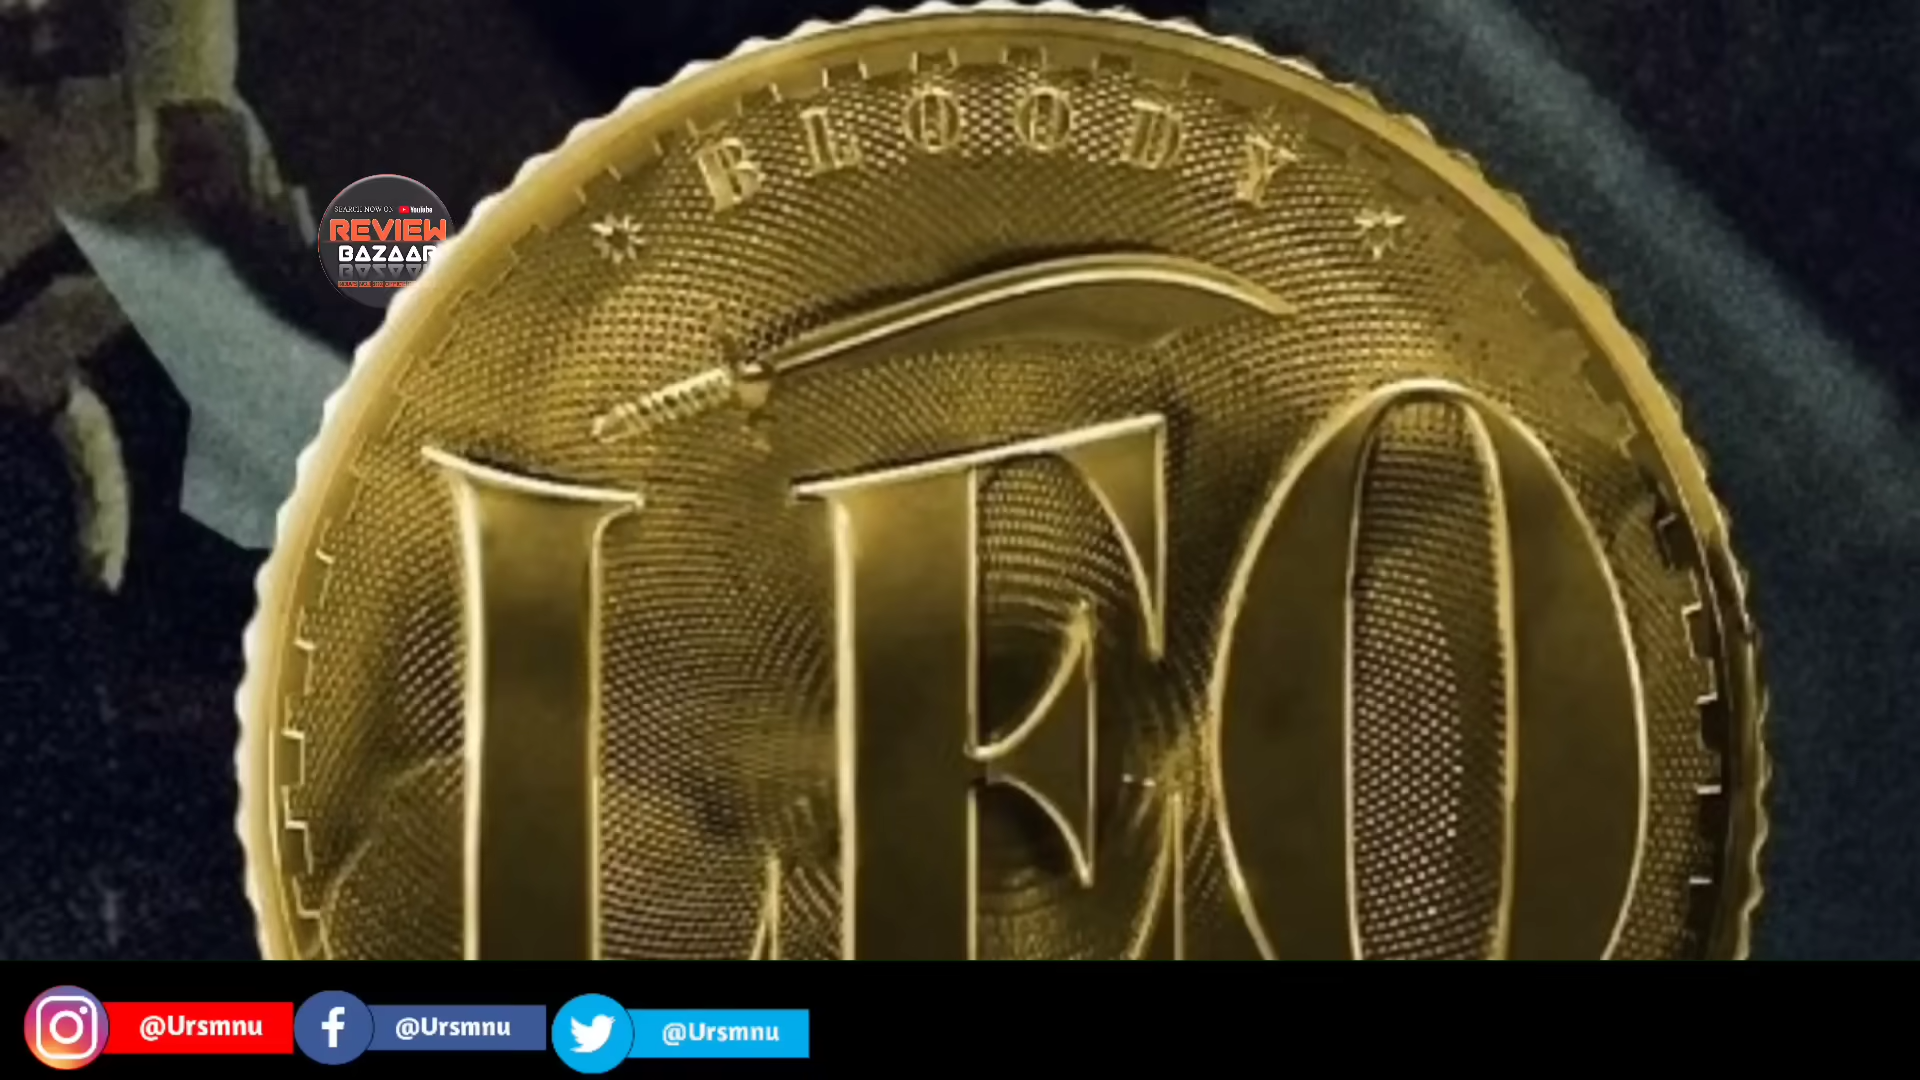 BLOODY
LEO
SEARCH NOW ON YouTube
REVIEW
BAZAAR
@Ursmnu
@Ursmnu
@Ursmnu